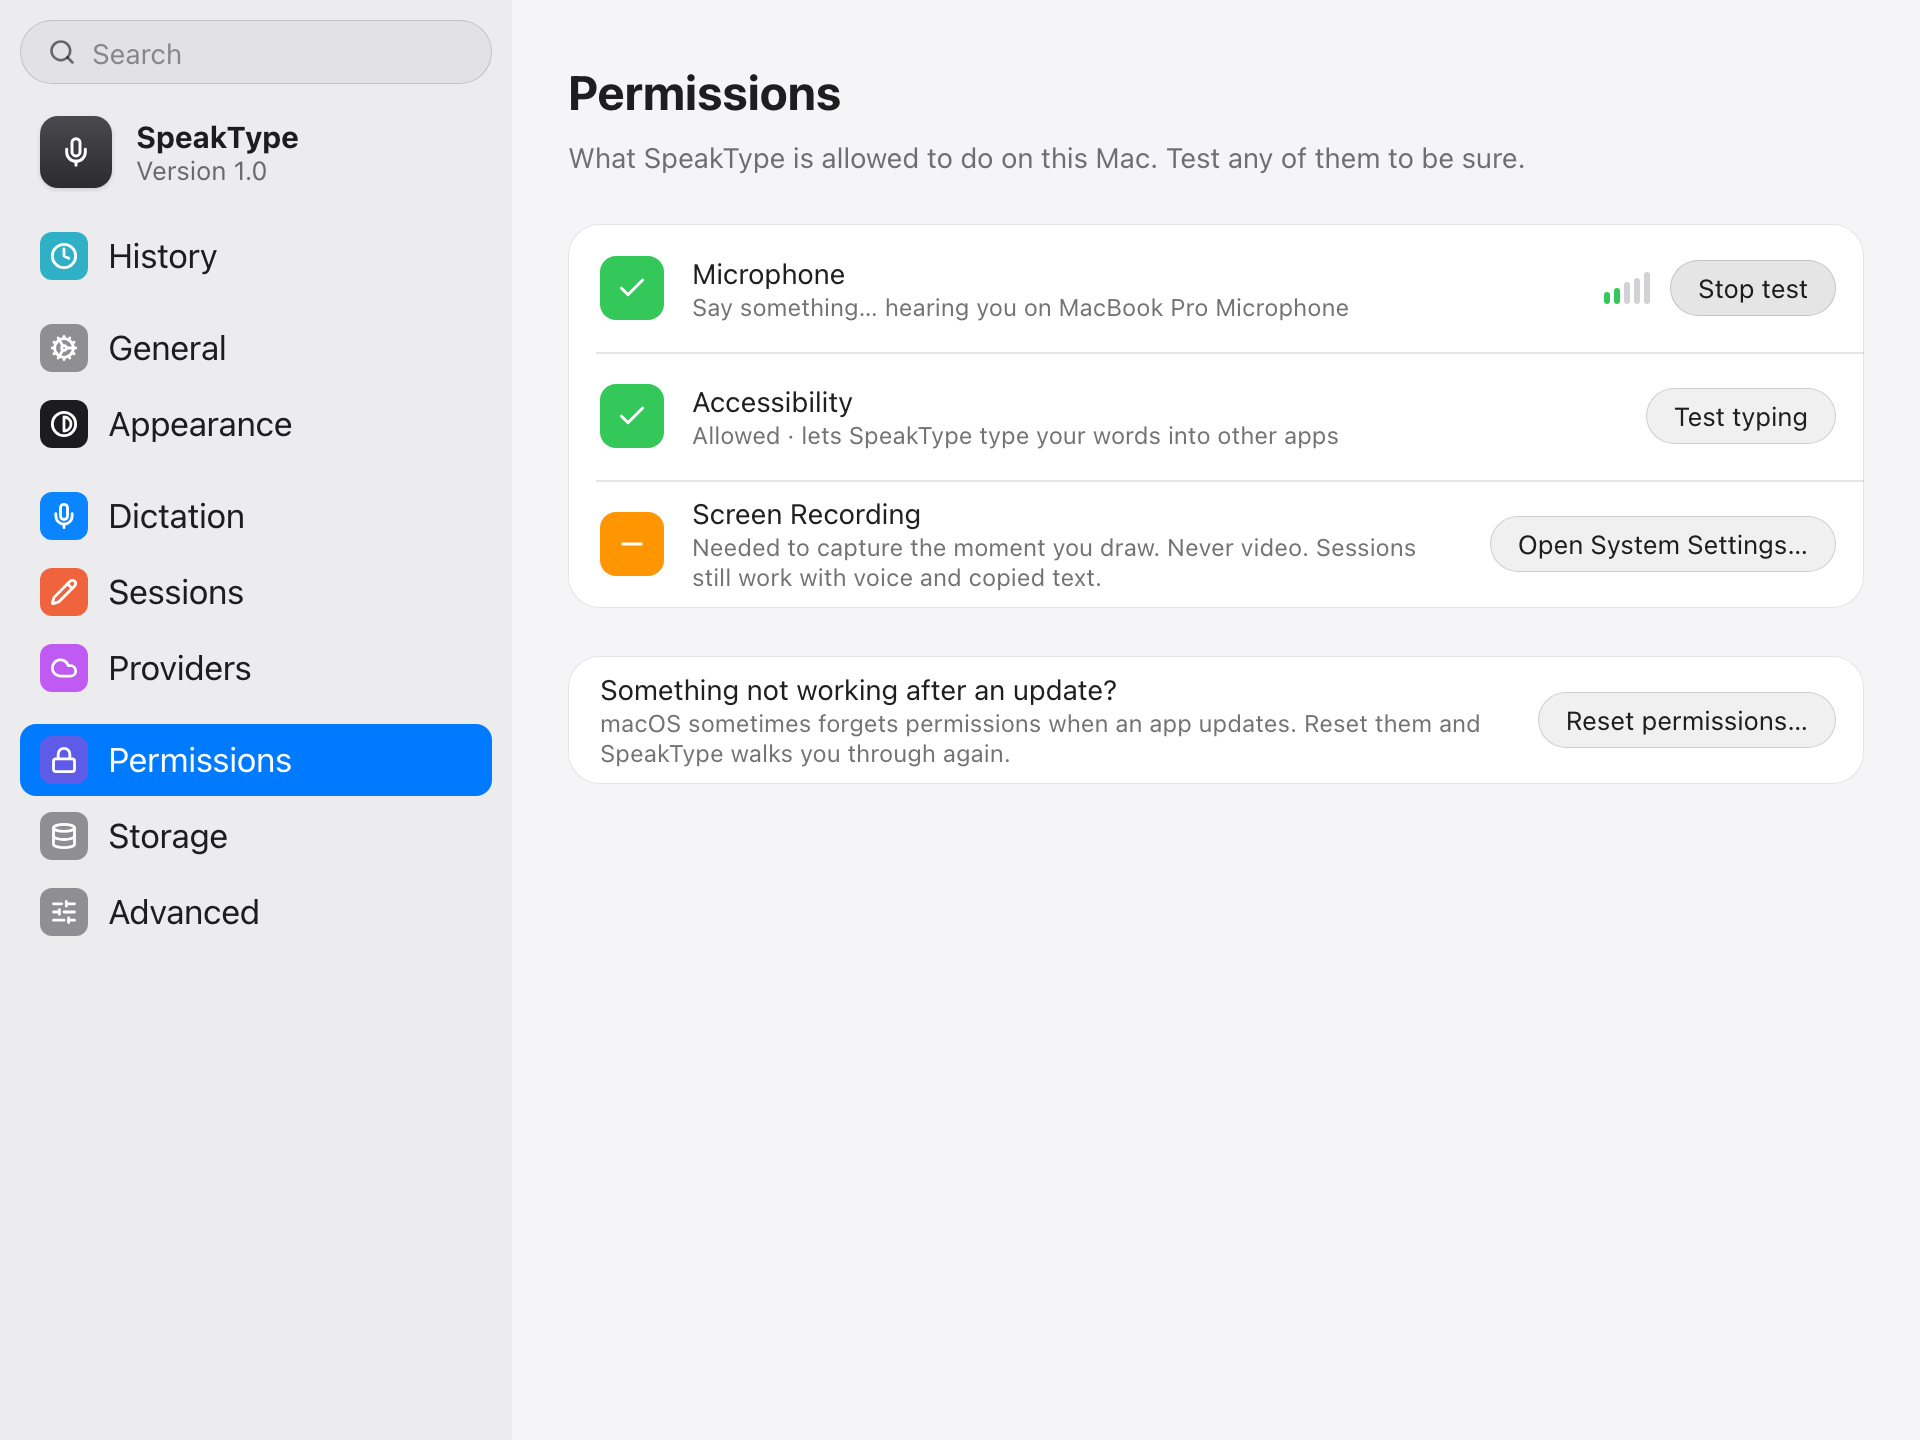 Search
SpeakType
Version 1.0
History
General
Appearance
Dictation
Sessions
Providers
Permissions
Storage
Advanced
Permissions
What SpeakType is allowed to do on this Mac. Test any of them to be sure.
Microphone
Say something... hearing you on MacBook Pro Microphone
Stop test
Accessibility
Allowed · lets SpeakType type your words into other apps
Test typing
Screen Recording
Needed to capture the moment you draw. Never video. Sessions
still work with voice and copied text.
Open System Settings...
Something not working after an update?
macOS sometimes forgets permissions when an app updates. Reset them and
SpeakType walks you through again.
Reset permissions...